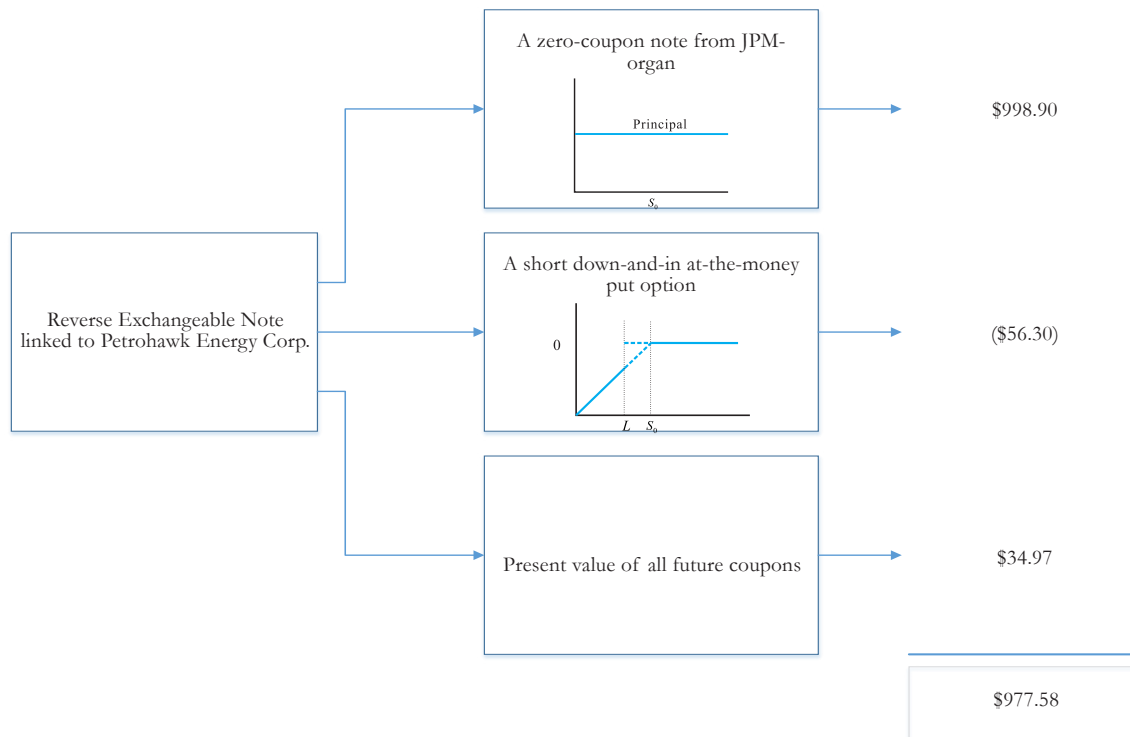 A zero-coupon note from JPM-
organ
Principal
S0
$998.90
Reverse Exchangeable Note
linked to Petrohawk Energy Corp.
A short down-and-in at-the-money
put option
0
L S0
($56.30)
Present value of all future coupons
$34.97
$977.58